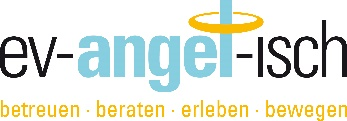 ev-angel-isch
betreuen · beraten · erleben · bewegen